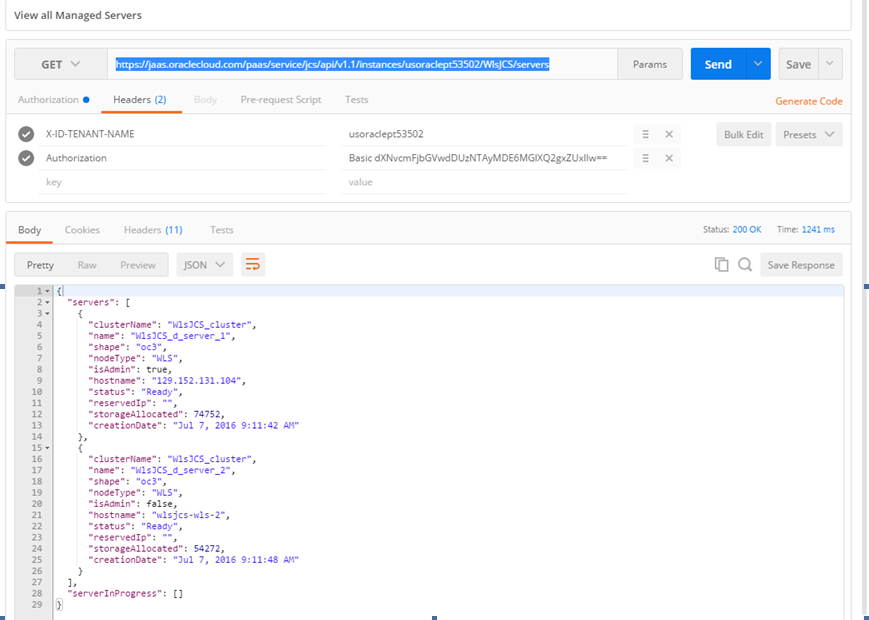 View all Managed Servers
GET https://jaas.oraclecloud.com/paas/service/jcs/api/v1.1/instances/usoraclept53502/WlsJCS/servers Params Send Save
Authorization Headers (2) Body Pre-request Script Tests Generate Code
X-ID-TENANT-NAME usoraclept53502 Bulk Edit Presets
Authorization Basic dXNvcmFjbGVwdDUzNTAyMDE6MGlXQ2gxZUxIIw==
key value
Body Cookies Headers (11) Tests Status: 200 OK Time: 1241 ms
Pretty Raw Preview JSON Save Response
1 {
2 "servers": [
3 {
4 "clusterName": "WlsJCS_cluster",
5 "name": "WlsJCS_d_server_1",
6 "shape": "oc3",
7 "nodeType": "WLS",
8 "isAdmin": true,
9 "hostname": "129.152.131.104",
10 "status": "Ready",
11 "reservedIp": "",
12 "storageAllocated": 74752,
13 "creationDate": "Jul 7, 2016 9:11:42 AM"
14 },
15 {
16 "clusterName": "WlsJCS_cluster",
17 "name": "WlsJCS_d_server_2",
18 "shape": "oc3",
19 "nodeType": "WLS",
20 "isAdmin": false,
21 "hostname": "wlsjcs-wls-2",
22 "status": "Ready",
23 "reservedIp": "",
24 "storageAllocated": 54272,
25 "creationDate": "Jul 7, 2016 9:11:48 AM"
26 }
27 ],
28 "serverInProgress": []
29 }